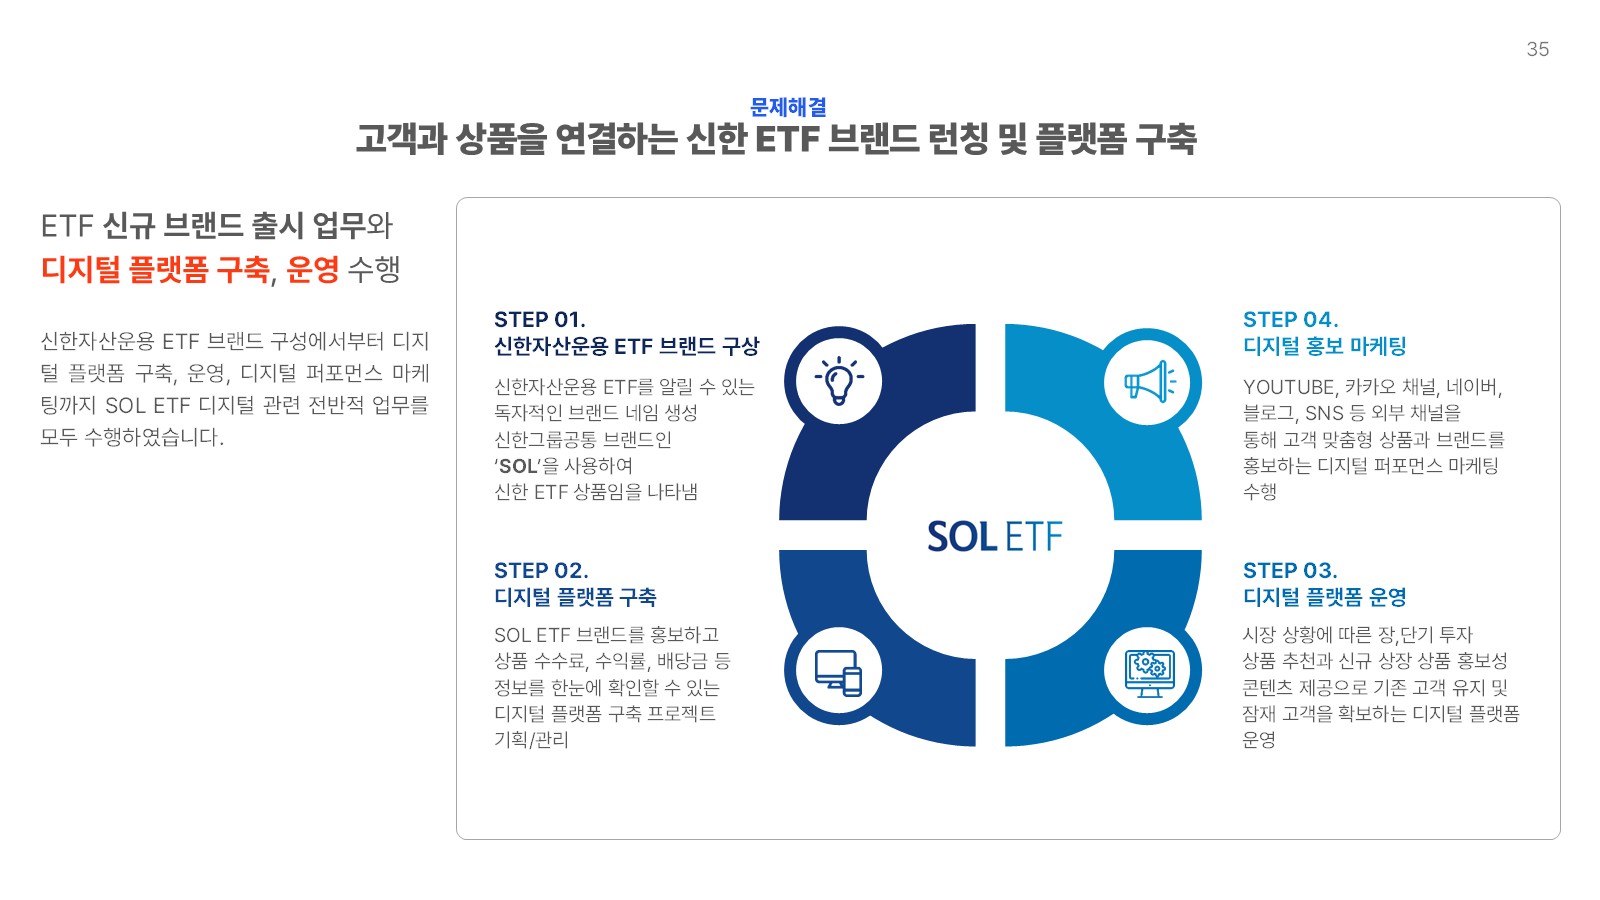 35
문제해결
고객과 상품을 연결하는 신한 ETF 브랜드 런칭 및 플랫폼 구축
ETF 신규 브랜드 출시 업무와
디지털 플랫폼 구축, 운영 수행
신한자산운용 ETF 브랜드 구성에서부터 디지
털 플랫폼 구축, 운영, 디지털 퍼포먼스 마케
팅까지 SOL ETF 디지털 관련 전반적 업무를
모두 수행하였습니다.
STEP 01.
신한자산운용 ETF 브랜드 구상
신한자산운용 ETF를 알릴 수 있는
독자적인 브랜드 네임 생성
신한그룹공통 브랜드인
‘SOL’을 사용하여
신한 ETF 상품임을 나타냄
STEP 02.
디지털 플랫폼 구축
SOL ETF 브랜드를 홍보하고
상품 수수료, 수익률, 배당금 등
정보를 한눈에 확인할 수 있는
디지털 플랫폼 구축 프로젝트
기획/관리
SOL ETF
STEP 04.
디지털 홍보 마케팅
YOUTUBE, 카카오 채널, 네이버,
블로그, SNS 등 외부 채널을
통해 고객 맞춤형 상품과 브랜드를
홍보하는 디지털 퍼포먼스 마케팅
수행
STEP 03.
디지털 플랫폼 운영
시장 상황에 따른 장,단기 투자
상품 추천과 신규 상장 상품 홍보성
콘텐츠 제공으로 기존 고객 유지 및
잠재 고객을 확보하는 디지털 플랫폼
운영